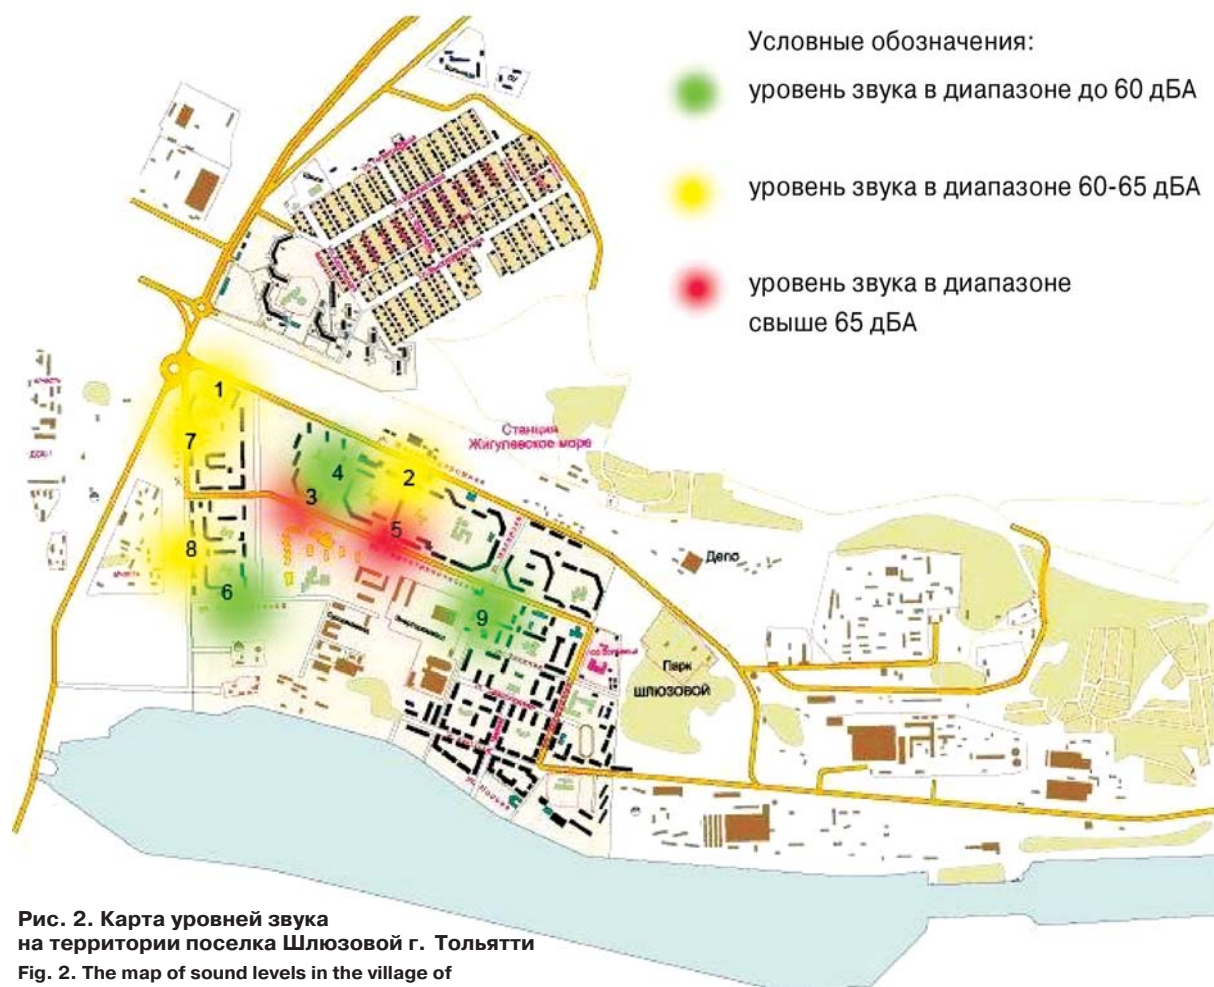 Условные обозначения:
уровень звука в диапазоне до 60 дБА
уровень звука в диапазоне 60-65 дБА
уровень звука в диапазоне
свыше 65 дБА
1
7
Станция
Жигулевское море
4
2
3
5
8
6
9
Депо
Парк
ШЛЮЗОВОЙ
Рис. 2. Карта уровней звука
на территории поселка Шлюзовой г. Тольятти
Fig. 2. The map of sound levels in the village of